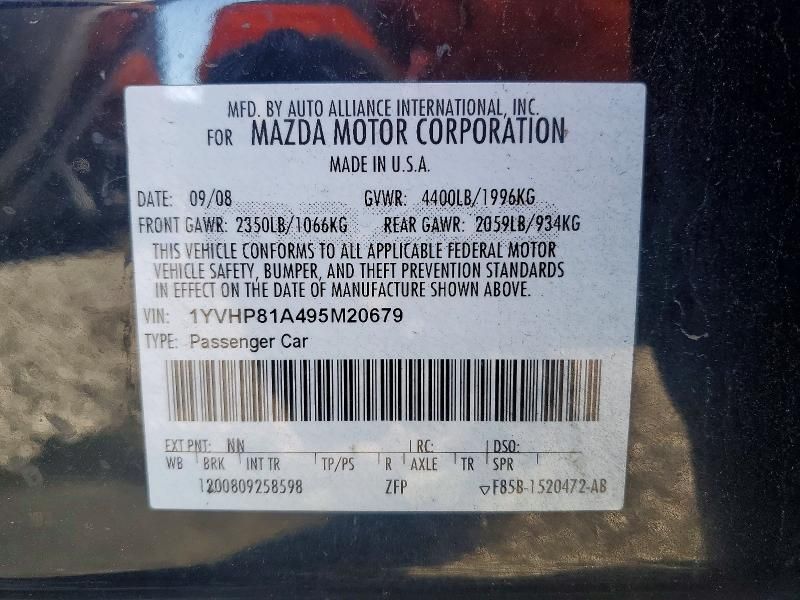 MFD. BY AUTO ALLIANCE INTERNATIONAL, INC.
FOR MAZDA MOTOR CORPORATION
MADE IN U.S.A.
DATE: 09/08 GVWR: 4400LB/1996KG
FRONT GAWR: 2350LB/1066KG REAR GAWR: 2059LB/934KG
THIS VEHICLE CONFORMS TO ALL APPLICABLE FEDERAL MOTOR
VEHICLE SAFETY, BUMPER, AND THEFT PREVENTION STANDARDS
IN EFFECT ON THE DATE OF MANUFACTURE SHOWN ABOVE.
VIN: 1YVHP81A495M20679
TYPE: Passenger Car
EXT PNT: NN RC: DSO:
WB BRK INT TR TP/PS R AXLE TR SPR
1200809258598 ZFP F85B-1520472-AB